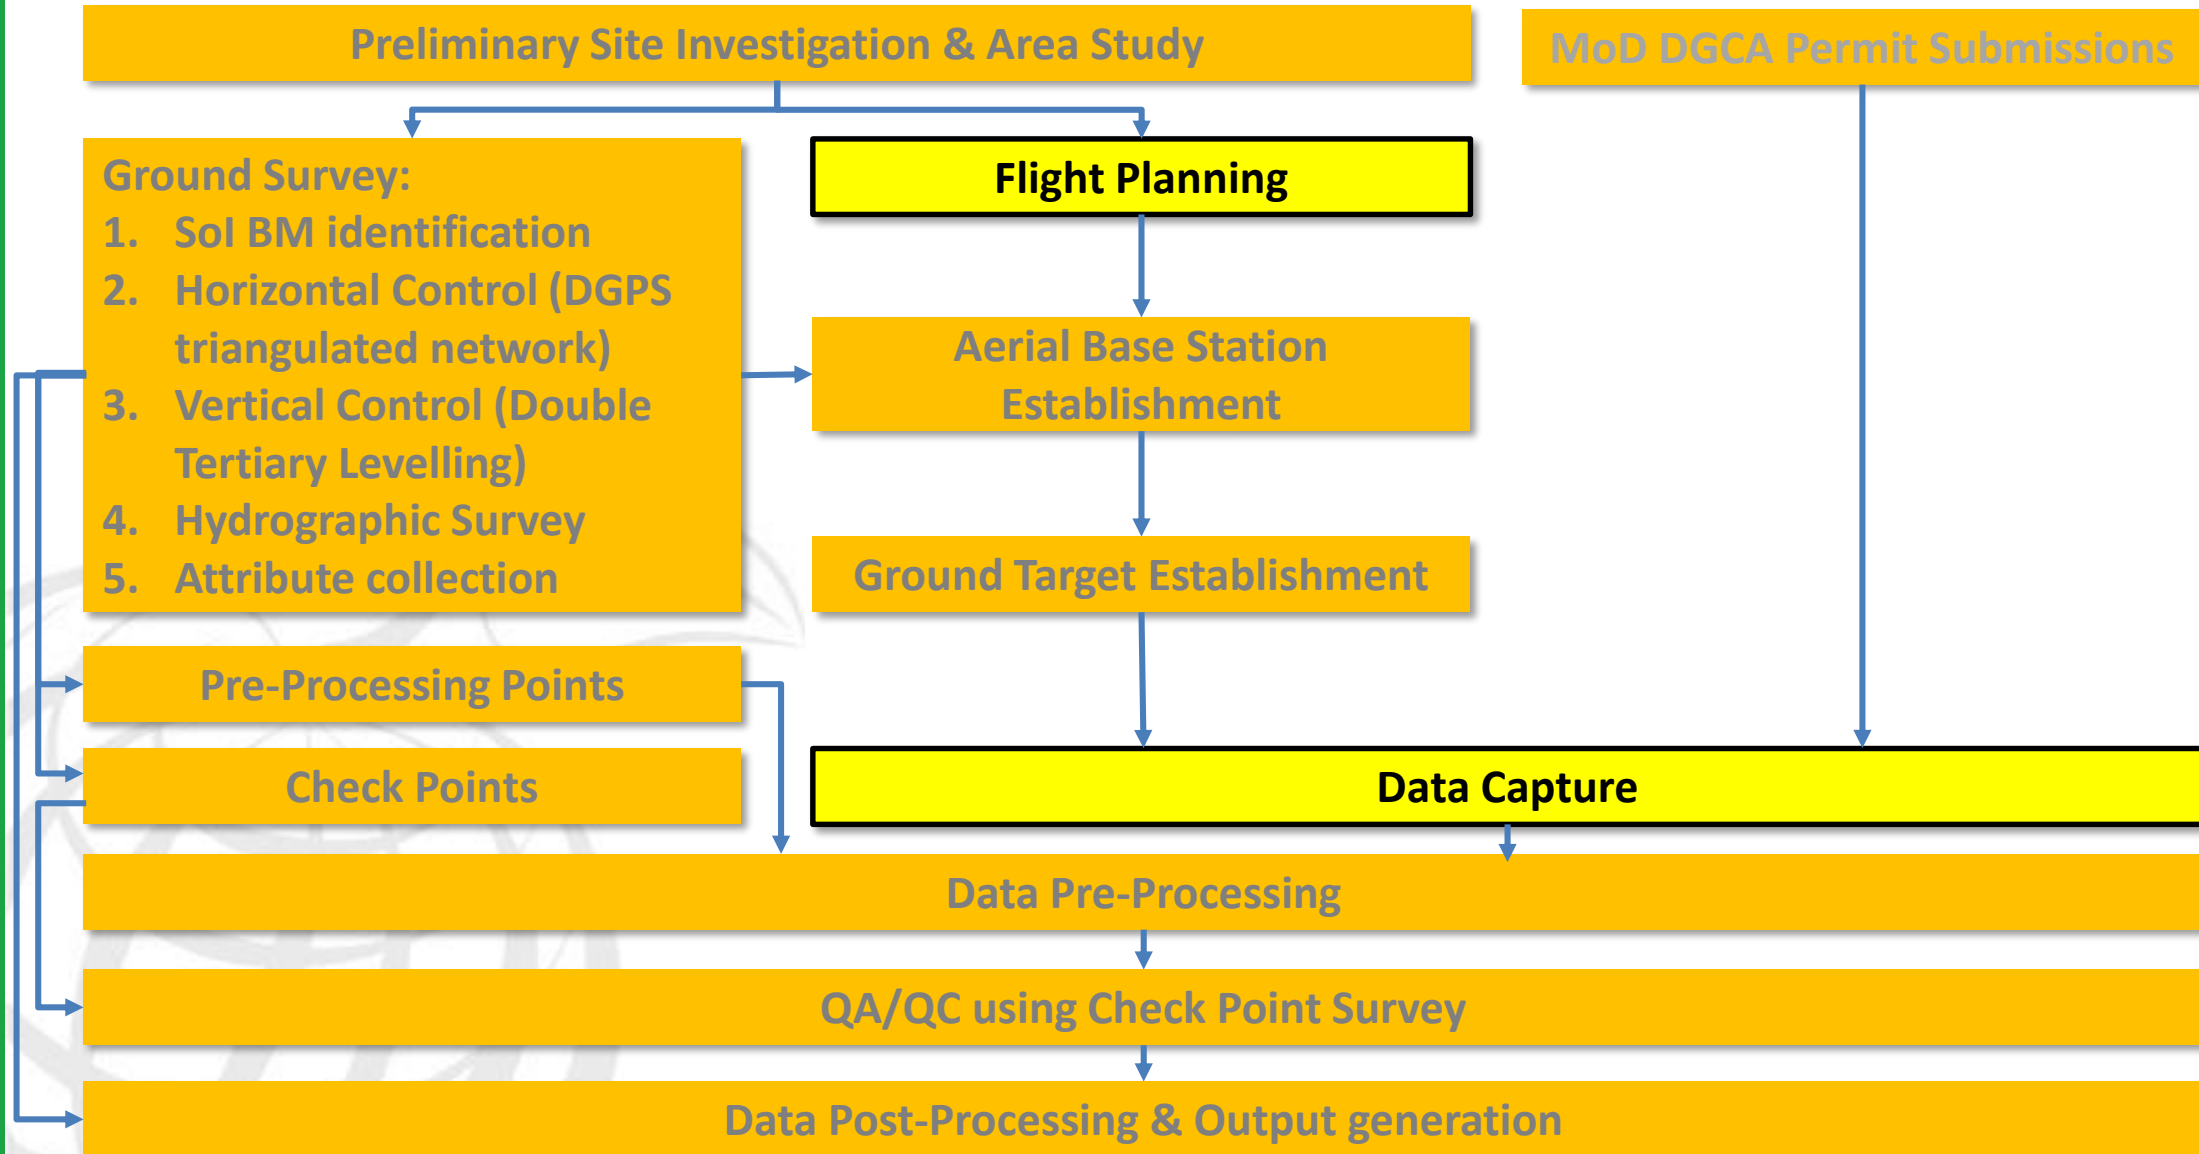 Preliminary Site Investigation & Area Study
MoD DGCA Permit Submissions
Ground Survey:
1. SoI BM identification
2. Horizontal Control (DGPS
triangulated network)
3. Vertical Control (Double
Tertiary Levelling)
4. Hydrographic Survey
5. Attribute collection
Flight Planning
Aerial Base Station
Establishment
Ground Target Establishment
Pre-Processing Points
Check Points
Data Capture
Data Pre-Processing
QA/QC using Check Point Survey
Data Post-Processing & Output generation